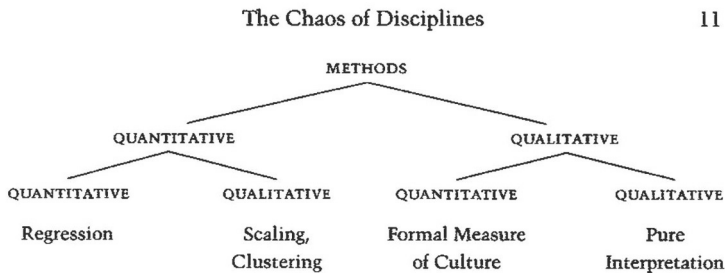 The Chaos of Disciplines 11
METHODS
QUANTITATIVE QUALITATIVE
QUANTITATIVE QUALITATIVE QUANTITATIVE QUALITATIVE
Regression Scaling, Formal Measure Pure
Clustering of Culture Interpretation